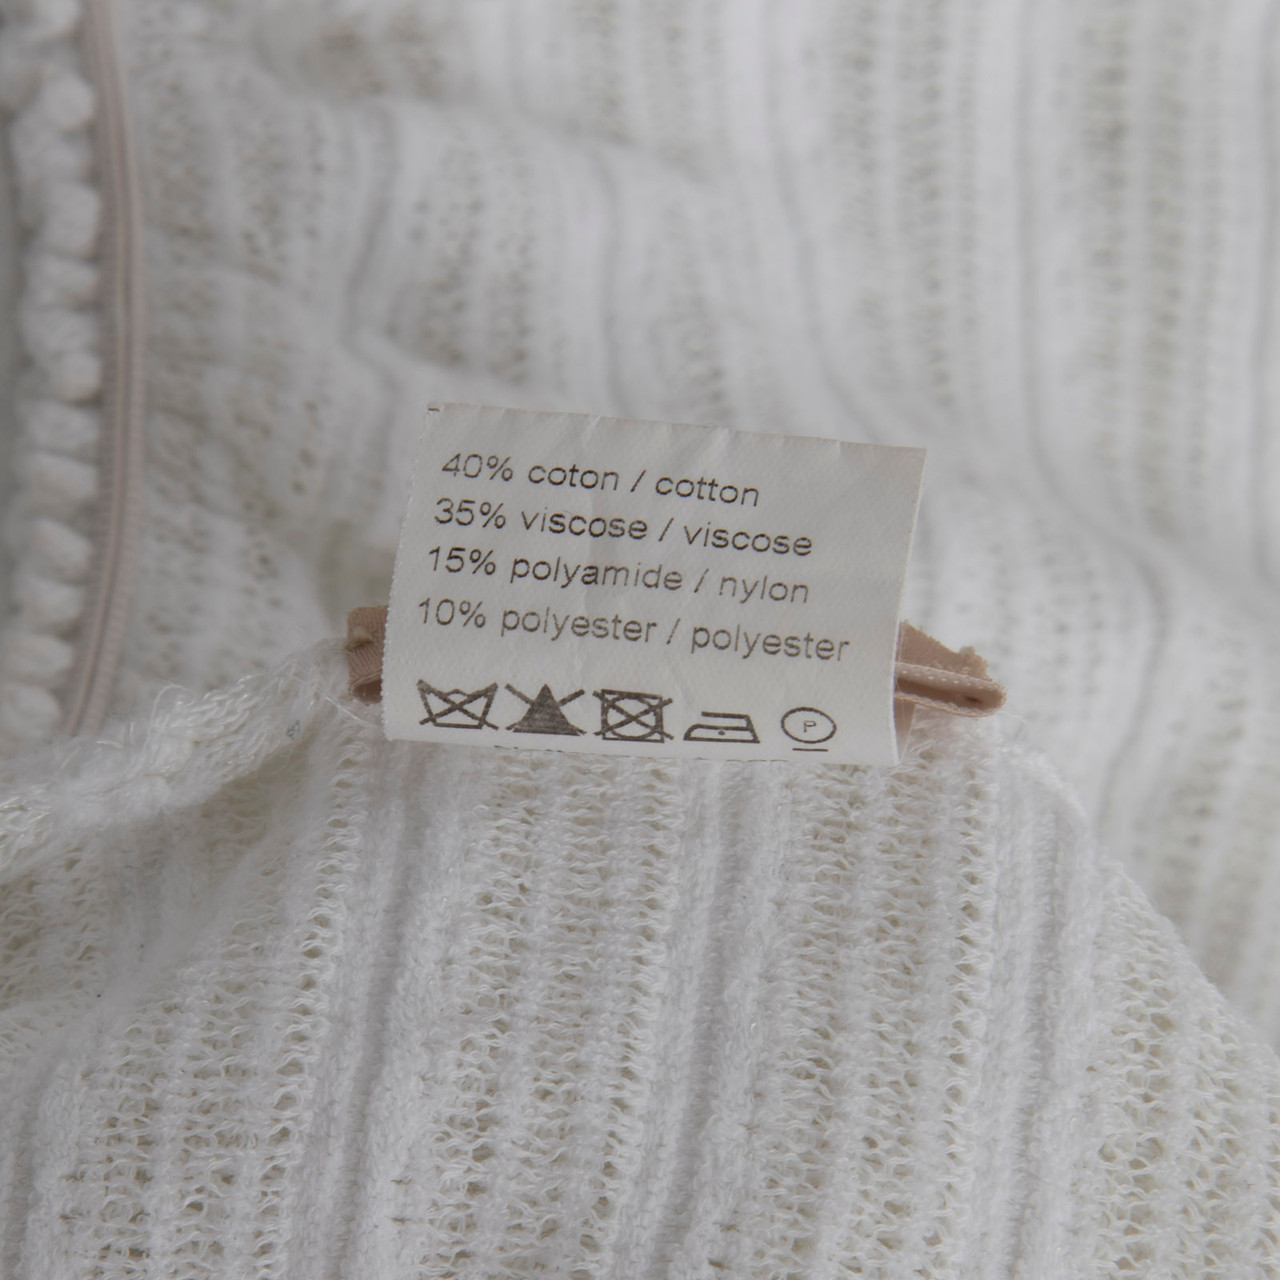 40% coton / cotton
35% viscose / viscose
15% polyamide / nylon
10% polyester / polyester
P